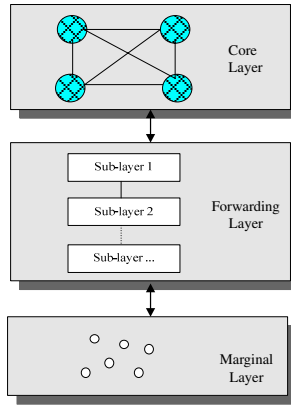 Core
Layer
Sub-layer 1
Sub-layer 2
Sub-layer ...
Forwarding
Layer
Marginal
Layer